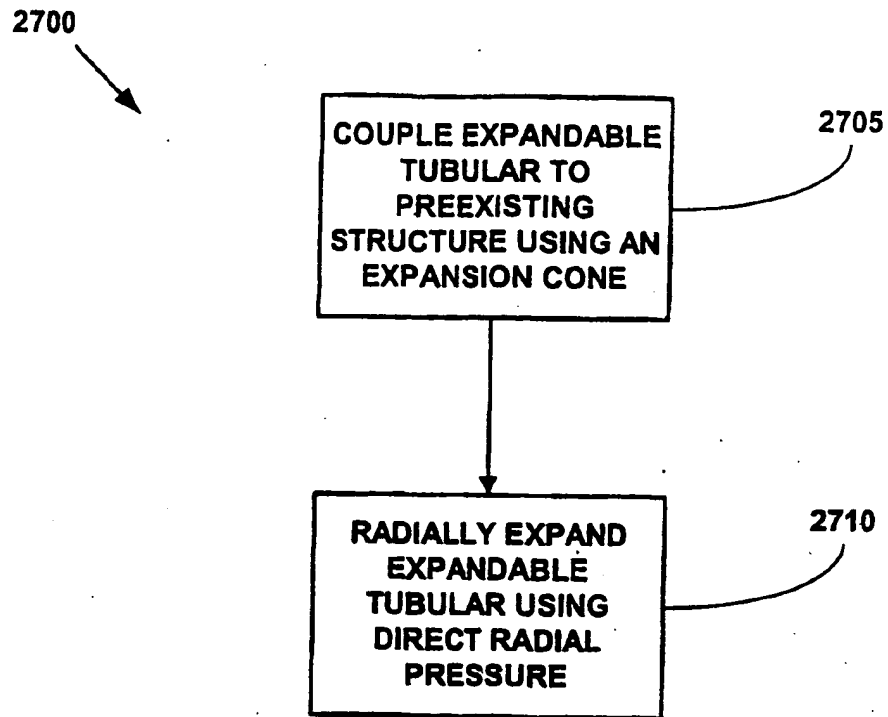 2700
COUPLE EXPANDABLE
TUBULAR TO
PREEXISTING
STRUCTURE USING AN
EXPANSION CONE
2705
RADIALLY EXPAND
EXPANDABLE
TUBULAR USING
DIRECT RADIAL
PRESSURE
2710